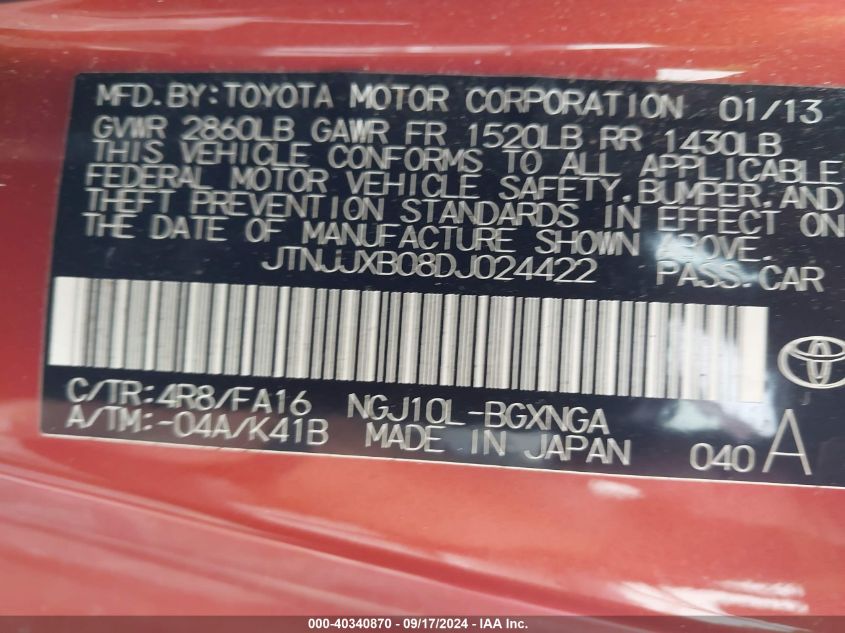 MFD.BY:TOYOTA MOTOR CORPORATION 01/13
GVWR 2860LB GAWR FR 1520LB RR 1430LB
THIS VEHICLE CONFORMS TO ALL APPLICABLE
FEDERAL MOTOR VEHICLE SAFETY,BUMPER,AND
THEFT PREVENTION STANDARDS IN EFFECT ON
THE DATE OF MANUFACTURE SHOWN ABOVE.
JTNJJXB08DJ024422 PASS.CAR
C/TR:4R8/FA16 NGJ10L-BGXNGA
A/TM:-04A/K41B MADE IN JAPAN 040 A
000-40340870 - 09/17/2024 - IAA Inc.